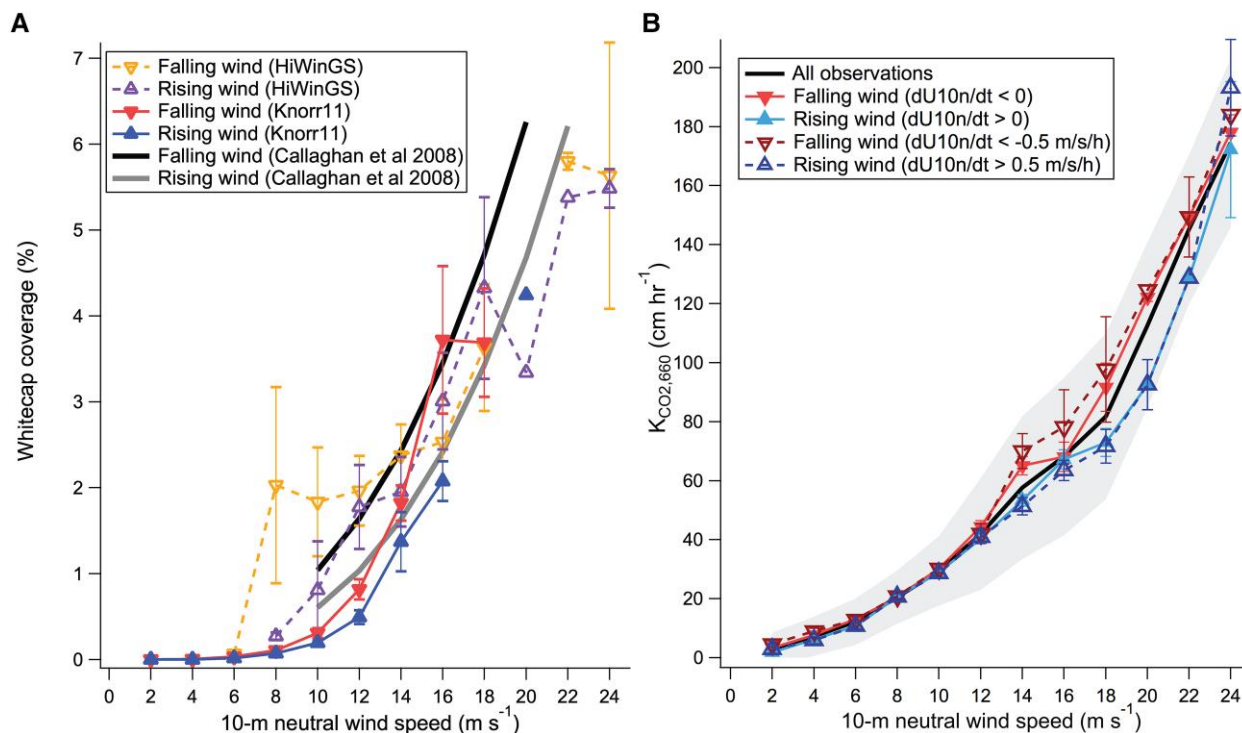 A
Whitecap coverage (%)
7
6
5
4
3
2
1
0
Falling wind (HiWinGS)
Rising wind (HiWinGS)
Falling wind (Knorr11)
Rising wind (Knorr11)
Falling wind (Callaghan et al 2008)
Rising wind (Callaghan et al 2008)
0 2 4 6 8 10 12 14 16 18 20 22 24
10-m neutral wind speed (m s⁻¹)
B
K_CO2,660 (cm hr⁻¹)
200
180
160
140
120
100
80
60
40
20
0
All observations
Falling wind (dU10n/dt < 0)
Rising wind (dU10n/dt > 0)
Falling wind (dU10n/dt < -0.5 m/s/h)
Rising wind (dU10n/dt > 0.5 m/s/h)
0 2 4 6 8 10 12 14 16 18 20 22 24
10-m neutral wind speed (m s⁻¹)